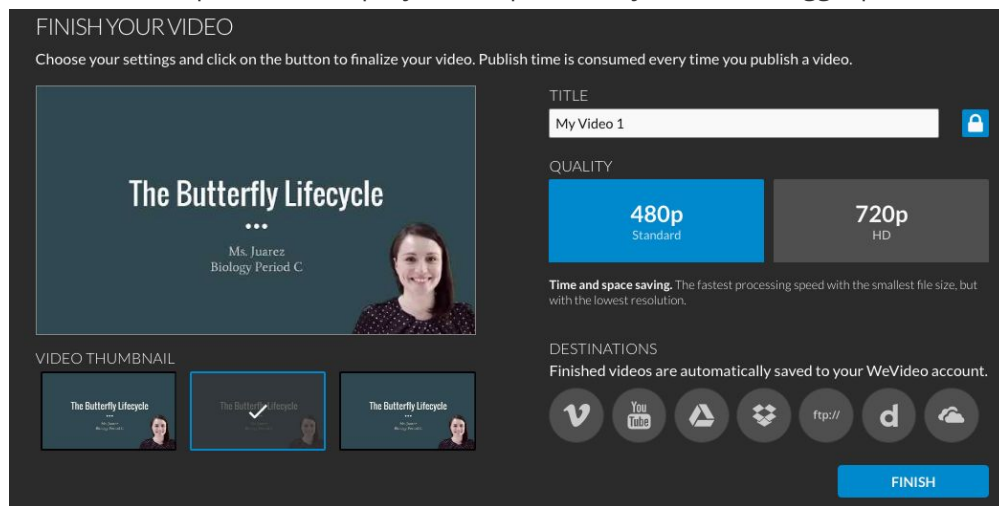 FINISH YOUR VIDEO
Choose your settings and click on the button to finalize your video. Publish time is consumed every time you publish a video.
The Butterfly Lifecycle
Ms. Juarez
Biology Period C
VIDEO THUMBNAIL
The Butterfly Lifecycle
The Butterfly Lifecycle
The Butterfly Lifecycle
TITLE
My Video 1
QUALITY
480p
Standard
720p
HD
Time and space saving. The fastest processing speed with the smallest file size, but
with the lowest resolution.
DESTINATIONS
Finished videos are automatically saved to your WeVideo account.
You
Tube
ftp://
d
FINISH